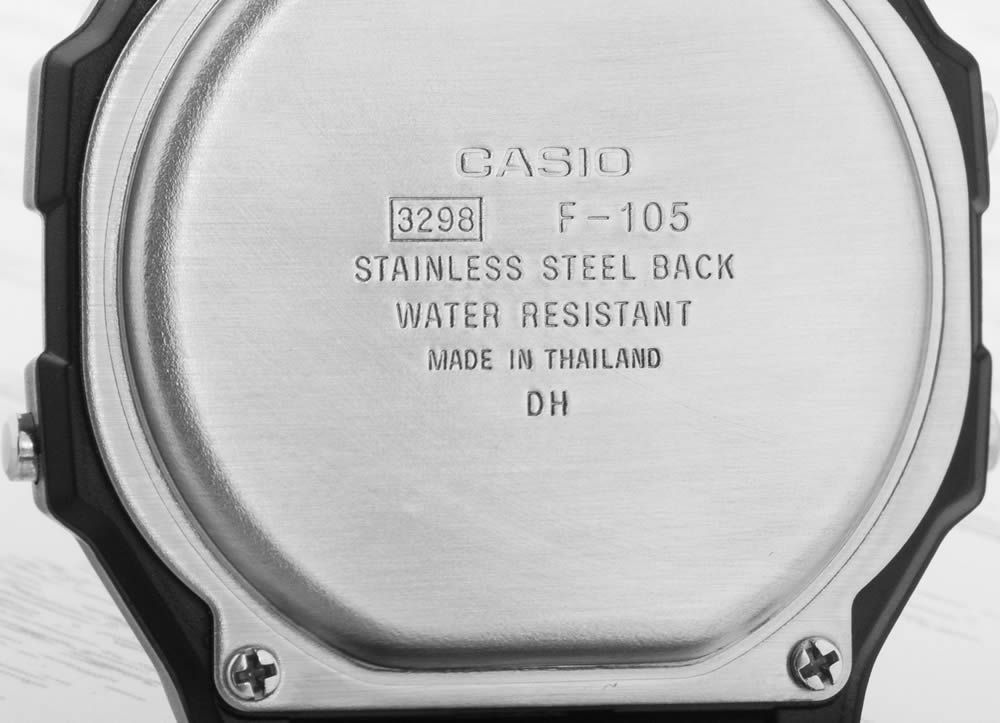 CASIO
3298 F-105
STAINLESS STEEL BACK
WATER RESISTANT
MADE IN THAILAND
DH